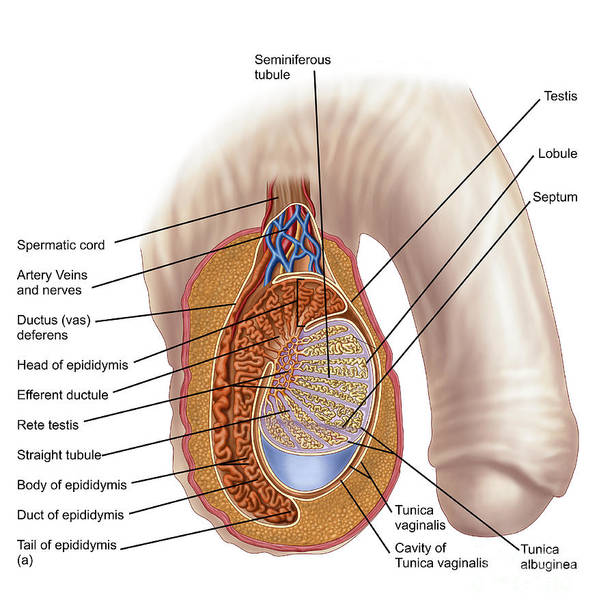 Seminiferous
tubule
Testis
Lobule
Septum
Spermatic cord
Artery Veins
and nerves
Ductus (vas)
deferens
Head of epididymis
Efferent ductule
Rete testis
Straight tubule
Body of epididymis
Duct of epididymis
Tail of epididymis
(a)
Tunica
vaginalis
Cavity of
Tunica vaginalis
Tunica
albuginea